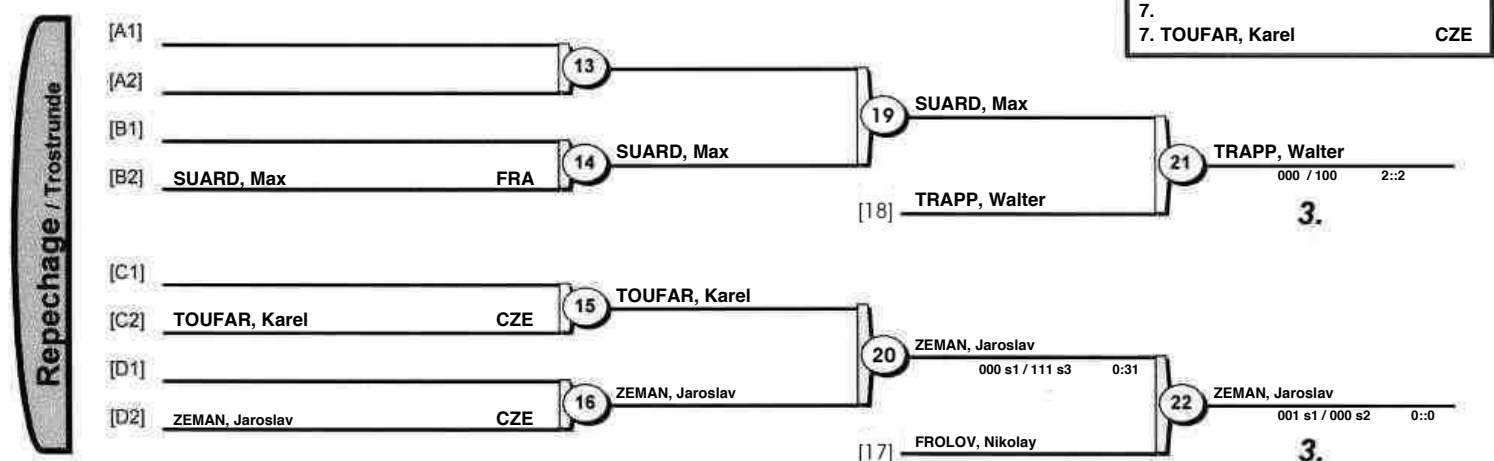 7.
7. TOUFAR, Karel CZE
Repechage / Trostrunde
[A1]
13
[A2]
[B1]
14
SUARD, Max
[B2] SUARD, Max FRA
19
SUARD, Max
21
TRAPP, Walter
000 / 100 2::2
3.
[18] TRAPP, Walter
[C1]
15
TOUFAR, Karel
[C2] TOUFAR, Karel CZE
[D1]
16
ZEMAN, Jaroslav
[D2] ZEMAN, Jaroslav CZE
20
ZEMAN, Jaroslav
000 s1 / 111 s3 0:31
22
ZEMAN, Jaroslav
001 s1 / 000 s2 0::0
3.
[17] FROLOV, Nikolay